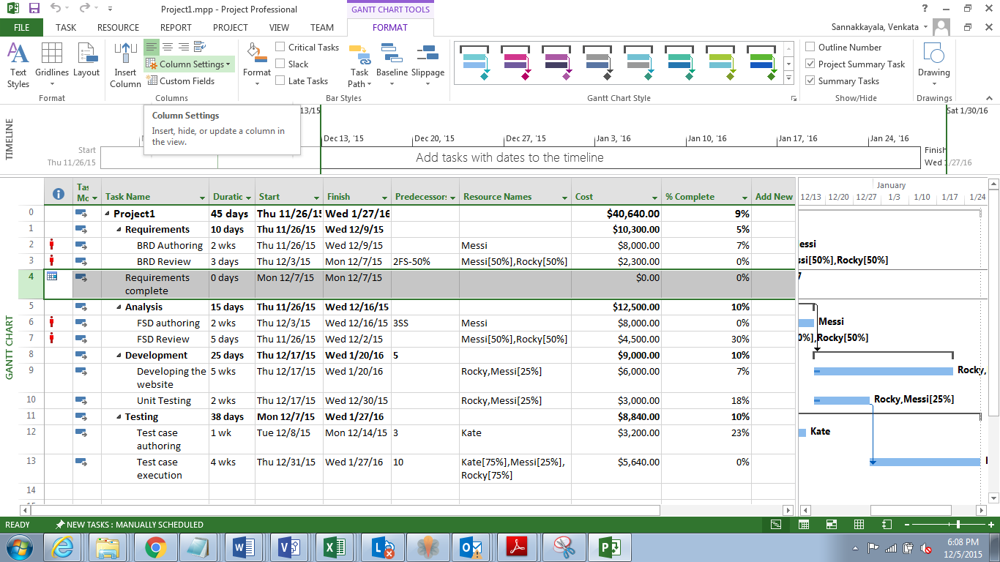 Project1.mpp - Project Professional
GANTT CHART TOOLS
FILE TASK RESOURCE REPORT PROJECT VIEW TEAM FORMAT
Sannakkayala, Venkata
Text Styles
Gridlines
Layout
Format
Insert Column
Column Settings
Custom Fields
Columns
Format
Critical Tasks
Slack
Late Tasks
Task Path
Baseline
Slippage
Bar Styles
Gantt Chart Style
Outline Number
Project Summary Task
Summary Tasks
Show/Hide
Drawing
Drawings
Column Settings
Insert, hide, or update a column in
the view.
TIMELINE
13/15
Sat 1/30/16
Dec 13, '15 Dec 20, '15 Dec 27, '15 Jan 3, '16 Jan 10, '16 Jan 17, '16 Jan 24, '16
Start
Thu 11/26/15
Add tasks with dates to the timeline
Finish
Wed 1/27/16
GANTT CHART
Task Name Start Finish Predecessors Resource Names Cost % Complete Add New
January
12/13 12/20 12/27 1/3 1/10 1/17 1/24
0 Project1 45 days Thu 11/26/15 Wed 1/27/16 $40,640.00 9%
1 Requirements 10 days Thu 11/26/15 Wed 12/9/15 $10,300.00 5%
2 BRD Authoring 2 wks Thu 11/26/15 Wed 12/9/15 Messi $8,000.00 7%
3 BRD Review 3 days Thu 12/3/15 Mon 12/7/15 2FS-50% Messi[50%],Rocky[50%] $2,300.00 0%
4 Requirements complete 0 days Mon 12/7/15 Mon 12/7/15 $0.00 0%
5 Analysis 15 days Thu 11/26/15 Wed 12/16/15 $12,500.00 10%
6 FSD authoring 2 wks Thu 12/3/15 Wed 12/16/15 3SS Messi $8,000.00 0% Messi
7 FSD Review 5 days Thu 11/26/15 Wed 12/2/15 Messi[50%],Rocky[50%] $4,500.00 30%
8 Development 25 days Thu 12/17/15 Wed 1/20/16 5 $9,000.00 10%
9 Developing the website 5 wks Thu 12/17/15 Wed 1/20/16 Rocky,Messi[25%] $6,000.00 7% Rocky,
10 Unit Testing 2 wks Thu 12/17/15 Wed 12/30/15 Rocky,Messi[25%] $3,000.00 18% Rocky,Messi[25%]
11 Testing 38 days Mon 12/7/15 Wed 1/27/16 $8,840.00 10%
12 Test case authoring 1 wk Tue 12/8/15 Mon 12/14/15 3 Kate $3,200.00 23% Kate
13 Test case execution 4 wks Thu 12/31/15 Wed 1/27/16 10 Kate[75%],Messi[25%], Rocky[75%] $5,640.00 0%
14
READY NEW TASKS : MANUALLY SCHEDULED
6:08 PM
12/5/2015